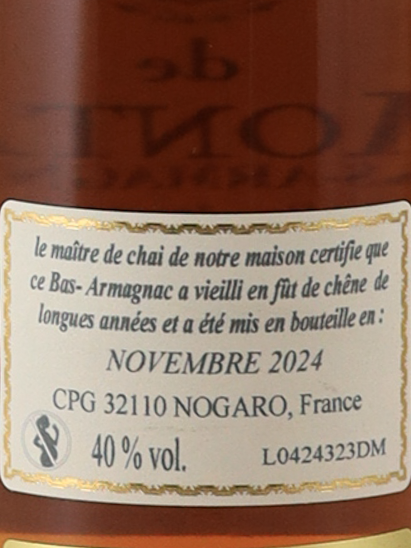 de
le maître de chai de notre maison certifie que
ce Bas- Armagnac a vieilli en fût de chêne de
longues années et a été mis en bouteille en :
NOVEMBRE 2024
CPG 32110 NOGARO, France
40 % vol.
L0424323DM